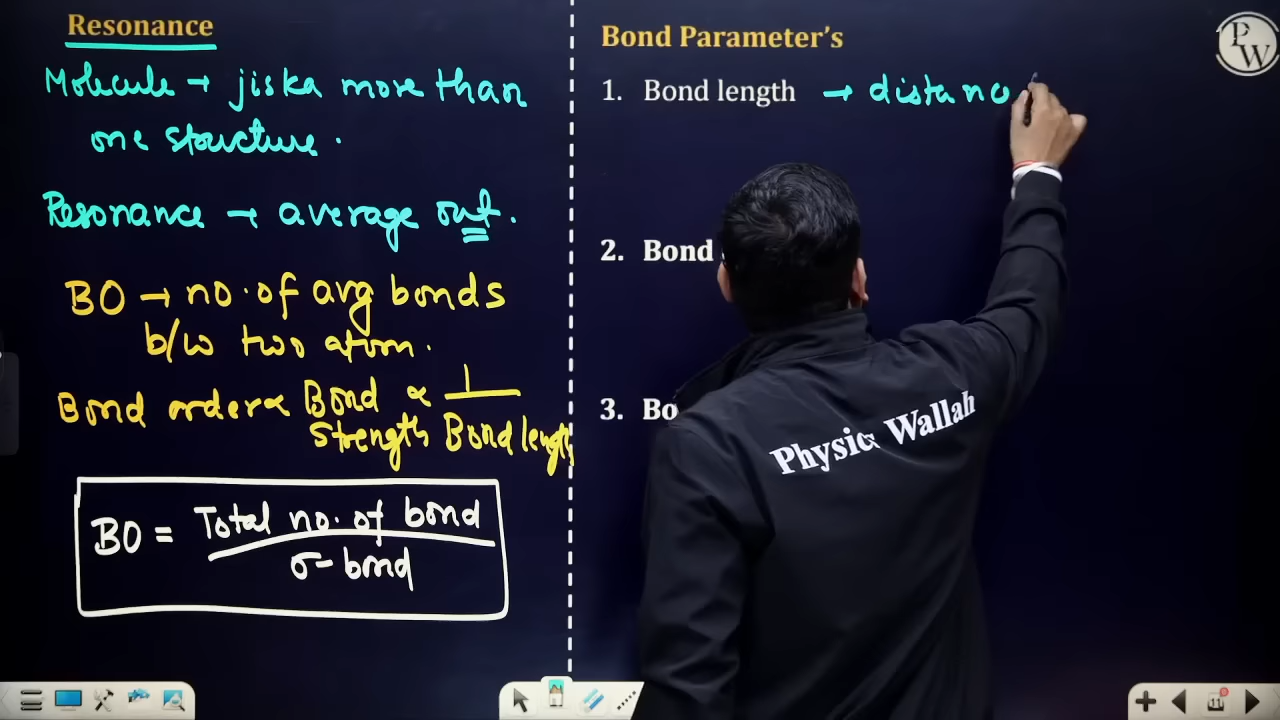 Resonance
Molecule → jiska more than
one structure.
Resonance → average out.
BO → no. of avg bonds
b/w two atom.
Bond order ∝ Bond Strength ∝ 1 / Bond length
BO = Total no. of bond / σ- bond
Bond Parameter's
1. Bond length → distanc
2. Bond
3. Bo
Physics Wallah
PW